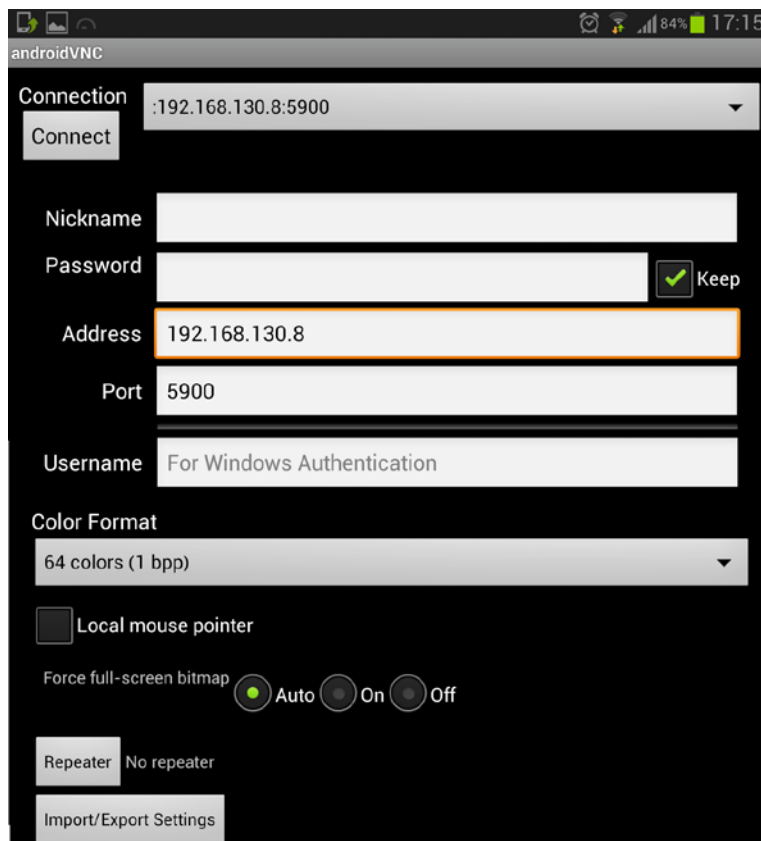 84% 17:15
androidVNC
Connection
:192.168.130.8:5900
Connect
Nickname
Password
Keep
Address 192.168.130.8
Port 5900
Username For Windows Authentication
Color Format
64 colors (1 bpp)
Local mouse pointer
Force full-screen bitmap Auto On Off
Repeater No repeater
Import/Export Settings